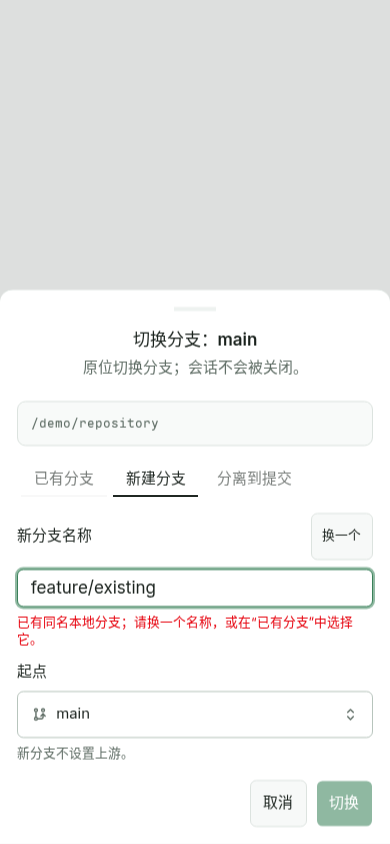 切换分支：main
原位切换分支；会话不会被关闭。
/demo/repository
已有分支 新建分支 分离到提交
新分支名称 换一个
feature/existing
已有同名本地分支；请换一个名称，或在“已有分支”中选择
它。
起点
main
新分支不设置上游。
取消 切换